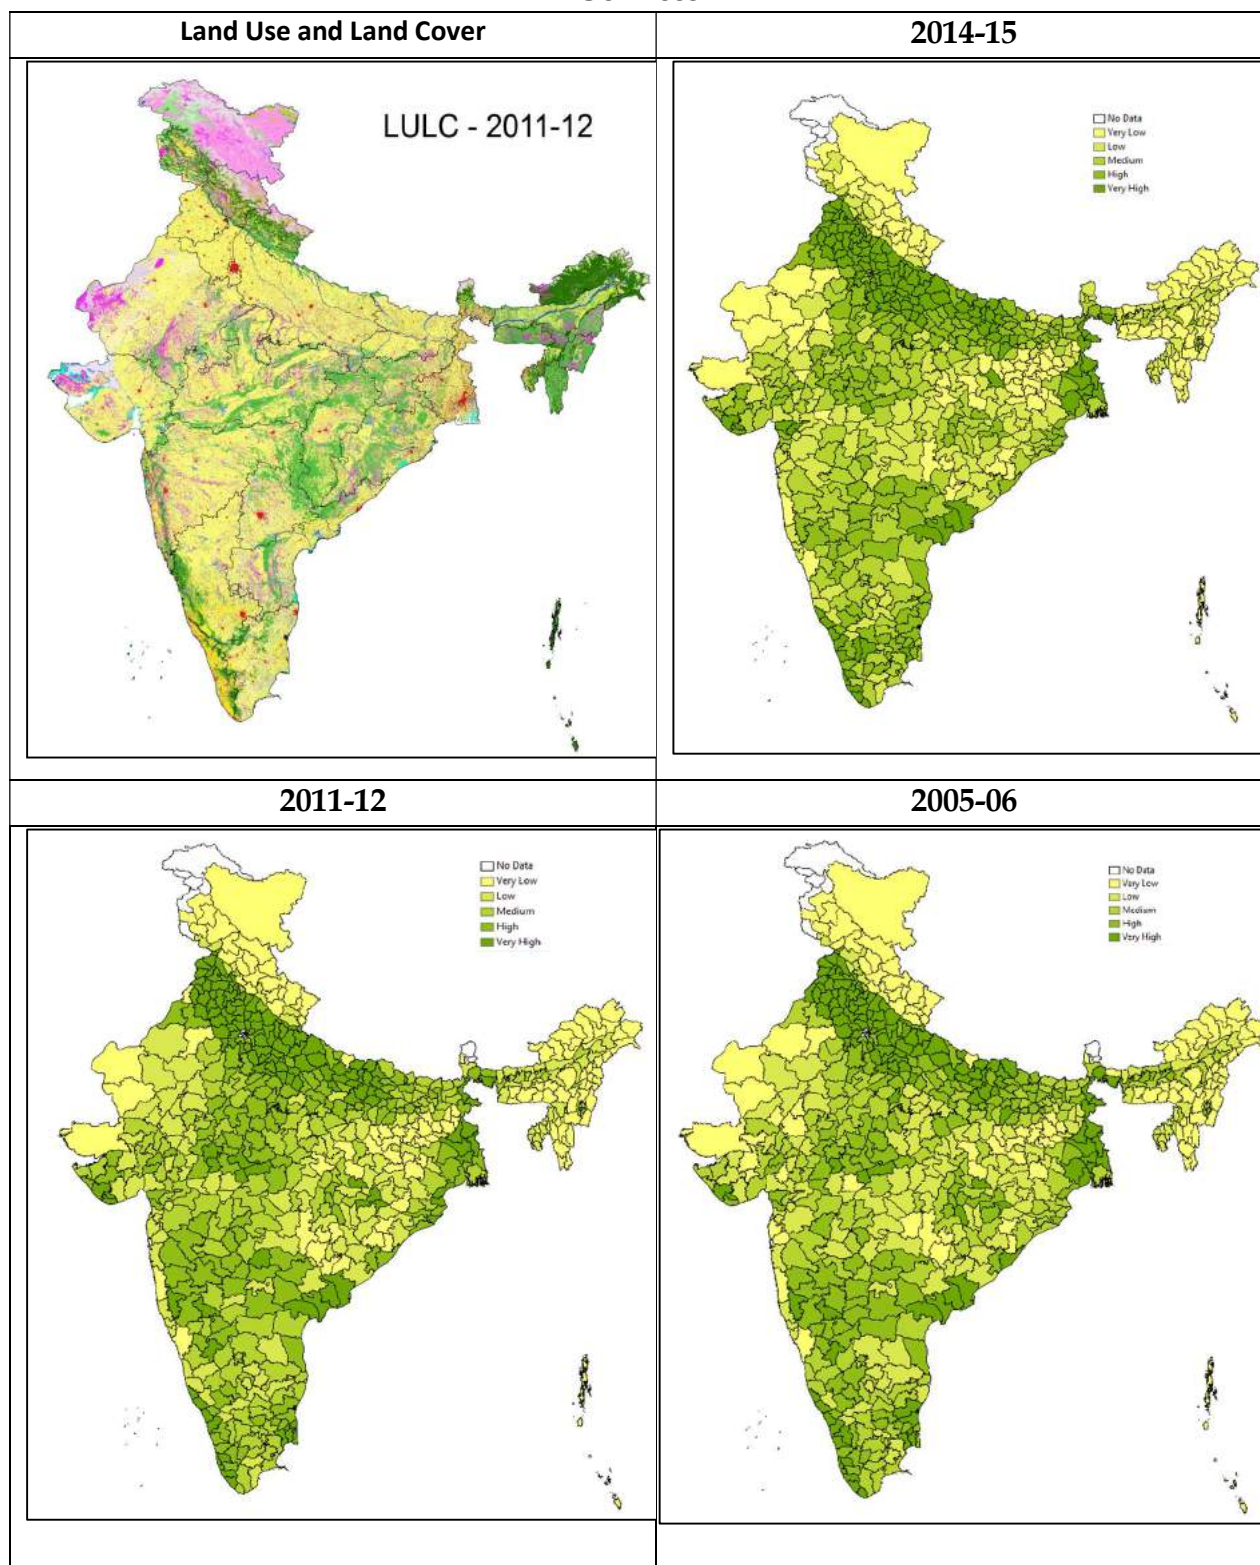 Land Use and Land Cover
2014-15
LULC - 2011-12
No Data
Very Low
Low
Medium
High
Very High
2011-12
2005-06
No Data
Very Low
Low
Medium
High
Very High
No Data
Very Low
Low
Medium
High
Very High